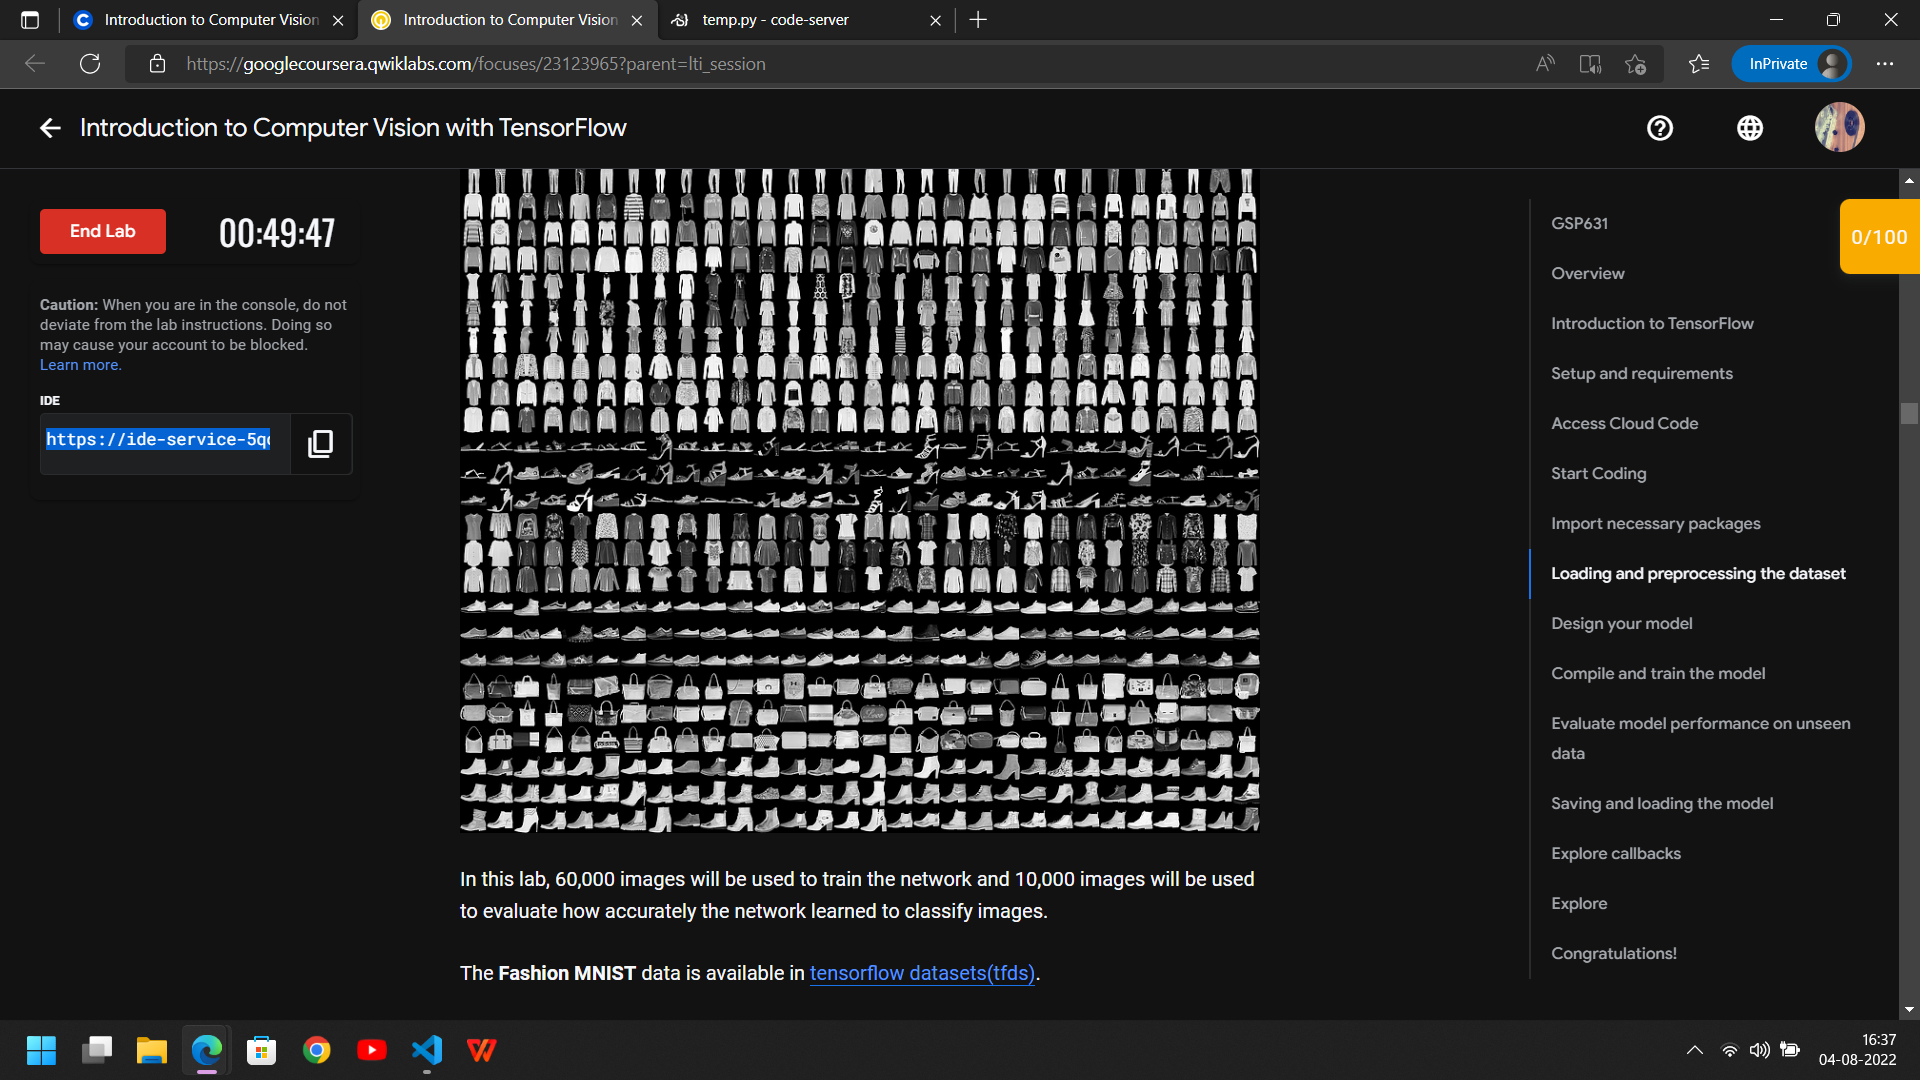 Introduction to Computer Vision
Introduction to Computer Vision
temp.py - code-server
https://googlecoursera.qwiklabs.com/focuses/23123965?parent=lti_session
InPrivate
Introduction to Computer Vision with TensorFlow
End Lab
00:49:47
Caution: When you are in the console, do not
deviate from the lab instructions. Doing so
may cause your account to be blocked.
Learn more.
IDE
https://ide-service-5q
In this lab, 60,000 images will be used to train the network and 10,000 images will be used
to evaluate how accurately the network learned to classify images.
The Fashion MNIST data is available in tensorflow datasets(tfds).
GSP631
0/100
Overview
Introduction to TensorFlow
Setup and requirements
Access Cloud Code
Start Coding
Import necessary packages
Loading and preprocessing the dataset
Design your model
Compile and train the model
Evaluate model performance on unseen
data
Saving and loading the model
Explore callbacks
Explore
Congratulations!
16:37
04-08-2022